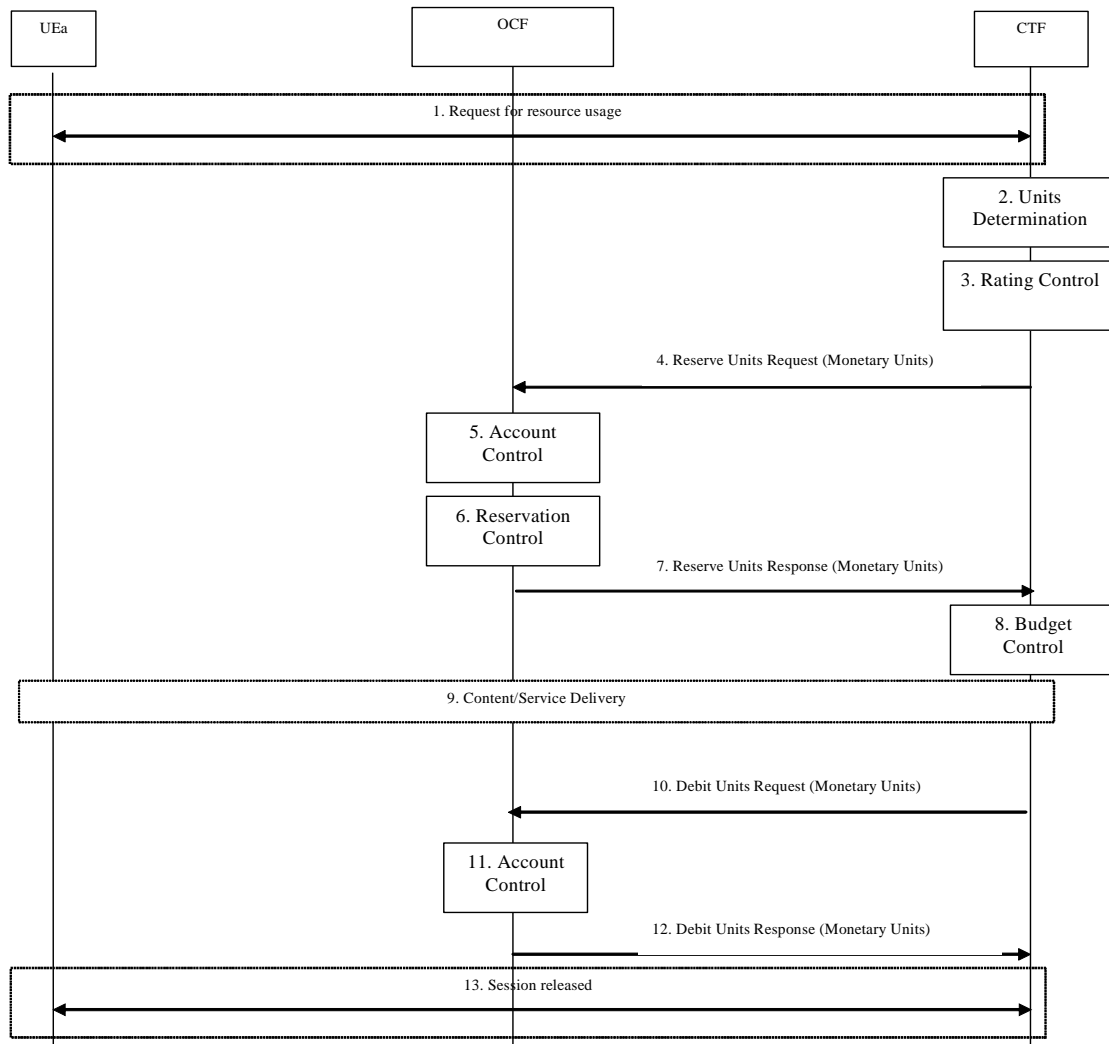 UEa
OCF
CTF
1. Request for resource usage
2. Units
Determination
3. Rating Control
4. Reserve Units Request (Monetary Units)
5. Account
Control
6. Reservation
Control
7. Reserve Units Response (Monetary Units)
8. Budget
Control
9. Content/Service Delivery
10. Debit Units Request (Monetary Units)
11. Account
Control
12. Debit Units Response (Monetary Units)
13. Session released